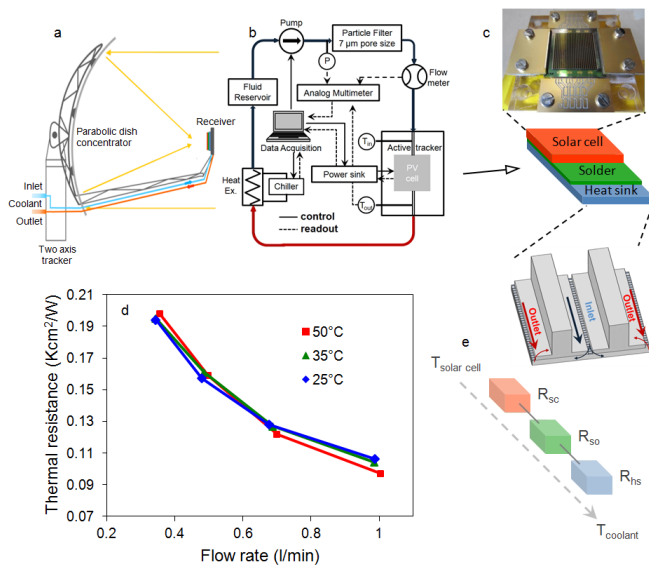 a
Parabolic dish
concentrator
Receiver
Inlet
Coolant
Outlet
Two axis
tracker
b
Pump
Particle Filter
7 µm pore size
P
Flow
meter
Fluid
Reservoir
Analog Multimeter
Data Acquisition
Tin
Active tracker
PV
cell
Heat
Ex.
Chiller
Power sink
Tout
control
readout
c
Solar cell
Solder
Heat sink
Outlet
Inlet
Outlet
d
Thermal resistance (Kcm²/W)
0.21
0.19
0.17
0.15
0.13
0.11
0.09
0.07
50°C
35°C
25°C
0.2
0.4
0.6
0.8
1
Flow rate (l/min)
e
Tsolar cell
Rsc
Rso
Rhs
Tcoolant